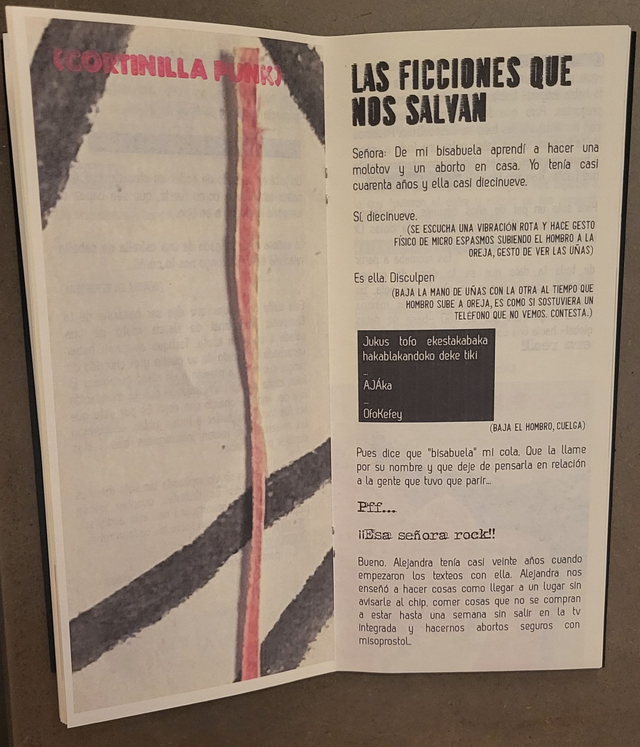 (CORTINILLA PUNK)
LAS FICCIONES QUE
NOS SALVAN
Señora: De mi bisabuela aprendí a hacer una
molotov y un aborto en casa. Yo tenía casi
cuarenta años y ella casi diecinueve.
Sí, diecinueve.
(SE ESCUCHA UNA VIBRACIÓN ROTA Y HACE GESTO
FÍSICO DE MICRO ESPASMOS SUBIENDO EL HOMBRO A LA
OREJA, GESTO DE VER LAS UÑAS)
Es ella. Disculpen
(BAJA LA MANO DE UÑAS CON LA OTRA AL TIEMPO QUE
HOMBRO SUBE A OREJA, ES COMO SI SOSTUVIERA UN
TELÉFONO QUE NO VEMOS. CONTESTA.)
Jukus tofo ekestakabaka
hakablakandoko deke tiki
...
AJÁka
...
OfoKefey
(BAJA EL HOMBRO, CUELGA)
Pues dice que "bisabuela" mi cola. Que la llame
por su nombre y que deje de pensarla en relación
a la gente que tuvo que parir...
Pff...
¡¡Esa señora rock!!
Bueno. Alejandra tenía casi veinte años cuando
empezaron los texteos con ella. Alejandra nos
enseñó a hacer cosas como llegar a un lugar sin
avisarle al chip, comer cosas que no se compran
a estar hasta una semana sin salir en la tv
integrada y hacernos abortos seguros con
misoprostol...